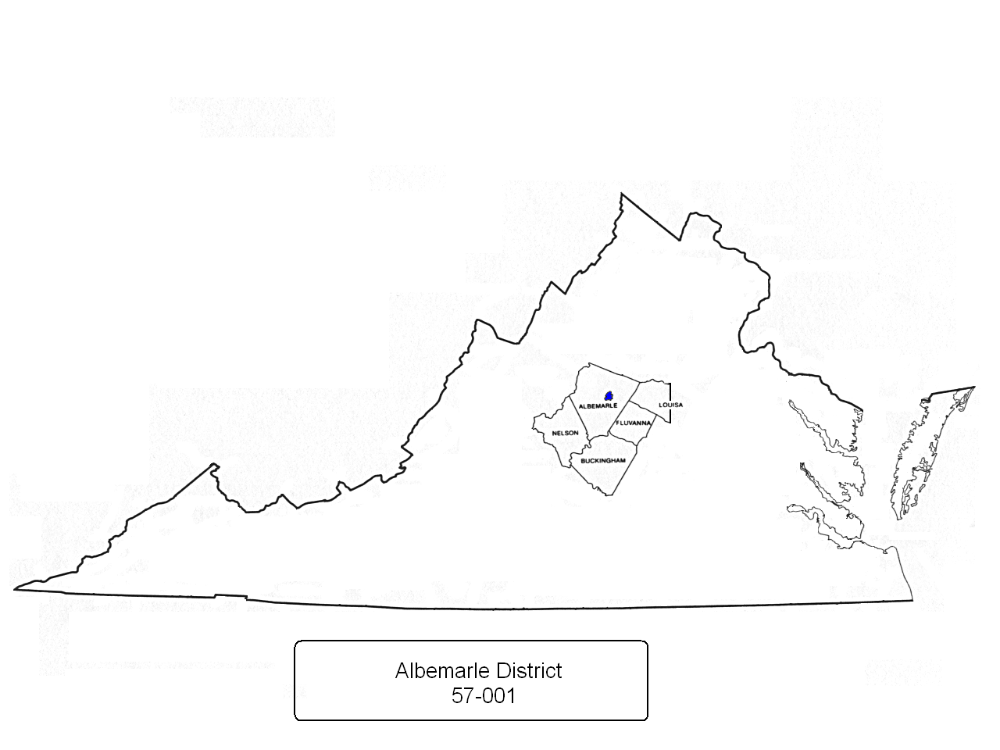 ALBEMARLE
LOUISA
FLUVANNA
NELSON
BUCKINGHAM
Albemarle District
57-001